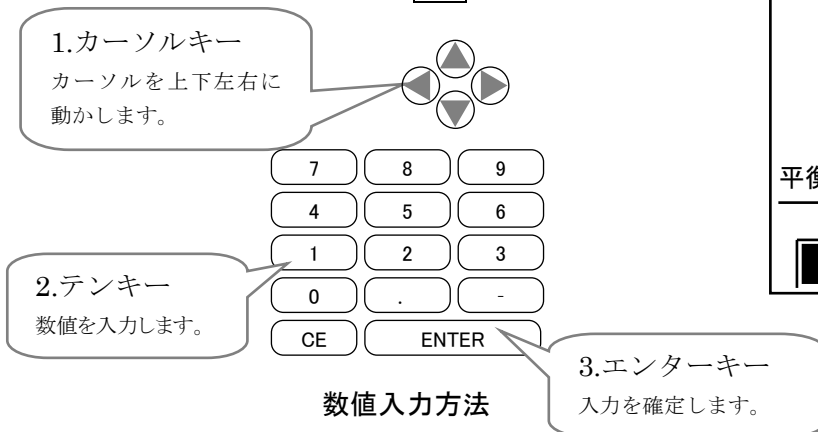 1.カーソルキー
カーソルを上下左右に
動かします。
7 8 9
4 5 6
1 2 3
0 . -
CE ENTER
2.テンキー
数値を入力します。
3.エンターキー
入力を確定します。
数値入力方法
平